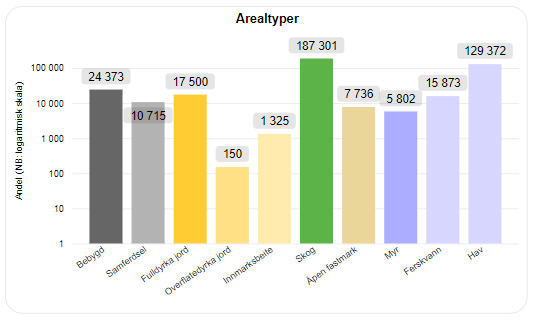 Arealtyper
Andel (NB: logaritmisk skala)
100 000
10 000
1 000
100
10
1
24 373
10 715
17 500
150
1 325
187 301
7 736
5 802
15 873
129 372
Bebygd
Samferdsel
Fulldyrka jord
Overflatedyrka jord
Innmarksbeite
Skog
Åpen fastmark
Myr
Ferskvann
Hav